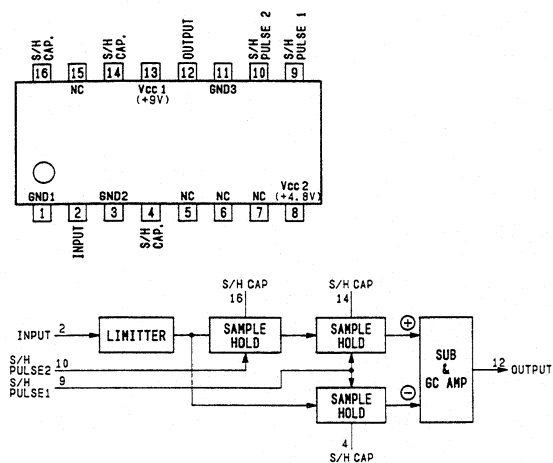 S/H CAP.
S/H CAP.
OUTPUT
S/H PULSE 2
S/H PULSE 1
16 15 14 13 12 11 10 9
NC
Vcc 1
(+9V)
GND3
Vcc 2
GND1 GND2 NC NC NC (+4.8V)
1 2 3 4 5 6 7 8
INPUT
S/H CAP.
S/H CAP
16
S/H CAP
14
INPUT 2
LIMITTER
SAMPLE
HOLD
SAMPLE
HOLD
+
S/H
PULSE2 10
S/H
PULSE1 9
SUB
&
GC AMP
12 OUTPUT
SAMPLE
HOLD
−
4
S/H CAP